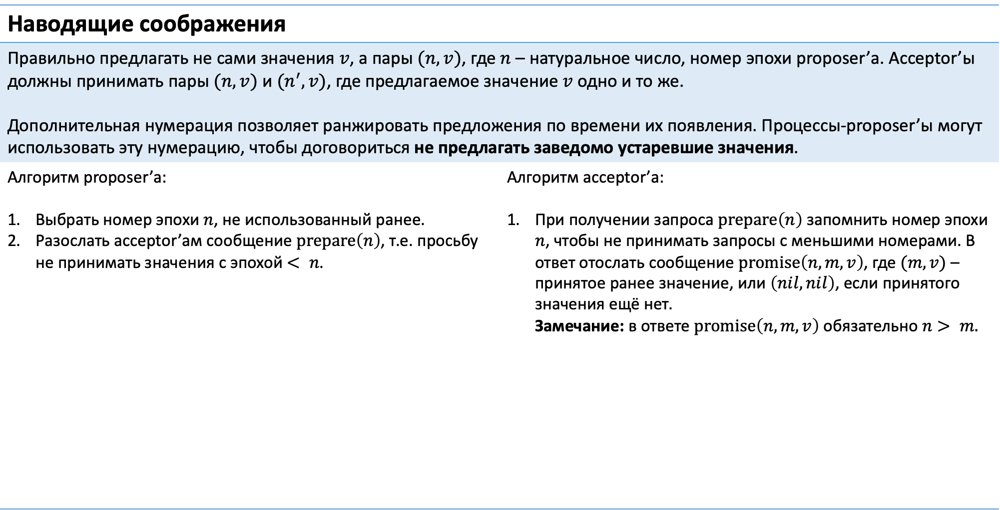 Наводящие соображения
Правильно предлагать не сами значения v, а пары (n, v), где n – натуральное число, номер эпохи proposer’а. Acceptor’ы
должны принимать пары (n, v) и (n′, v), где предлагаемое значение v одно и то же.
Дополнительная нумерация позволяет ранжировать предложения по времени их появления. Процессы-proposer’ы могут
использовать эту нумерацию, чтобы договориться не предлагать заведомо устаревшие значения.
Алгоритм proposer’а:
1. Выбрать номер эпохи n, не использованный ранее.
2. Разослать acceptor’ам сообщение prepare(n), т.е. просьбу
не принимать значения с эпохой < n.
Алгоритм acceptor’а:
1. При получении запроса prepare(n) запомнить номер эпохи
n, чтобы не принимать запросы с меньшими номерами. В
ответ отослать сообщение promise(n, m, v), где (m, v) –
принятое ранее значение, или (nil, nil), если принятого
значения ещё нет.
Замечание: в ответе promise(n, m, v) обязательно n > m.